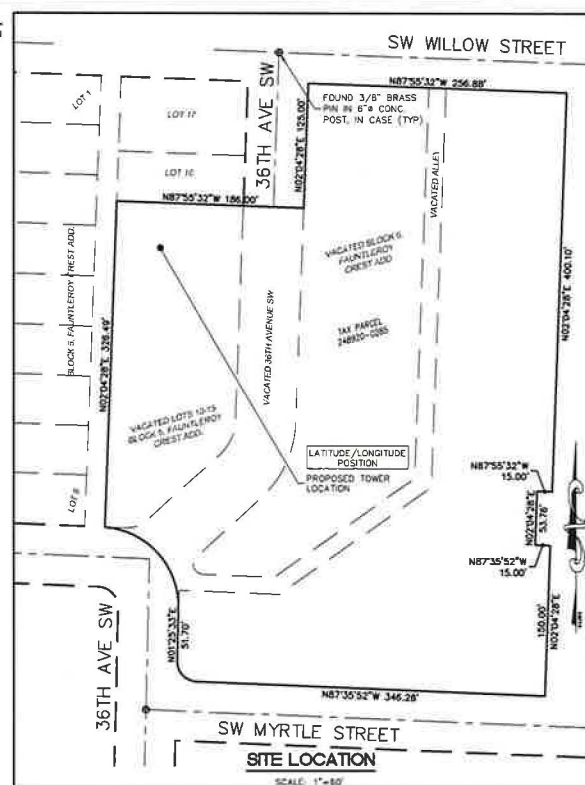 SW WILLOW STREET
N87°55'32"W 256.88'
36TH AVE SW
FOUND 3/8" BRASS
PIN IN 6"ø CONC.
POST, IN CASE (TYP)
LOT 1
LOT 17
LOT 16
N02°04'28"E 125.00'
N87°55'32"W 186.00'
VACATED ALLEY
VACATED BLOCK 6,
FAUNTLEROY
CREST ADD
TAX PARCEL
248920-0285
N02°04'28"E 400.10'
BLOCK 5, FAUNTLEROY CREST ADD.
N02°04'28"E 328.49'
VACATED 36TH AVENUE SW
VACATED LOTS 10-15
BLOCK 5, FAUNTLEROY
CREST ADD.
LATITUDE/LONGITUDE
POSITION
PROPOSED TOWER
LOCATION
N87°55'32"W
15.00'
N02°04'28"E
53.76'
N87°35'52"W
15.00'
36TH AVE SW
N01°25'33"E
51.70'
150.00'
N02°04'28"E
N87°35'52"W 346.28'
SW MYRTLE STREET
SITE LOCATION
SCALE: 1"=60'